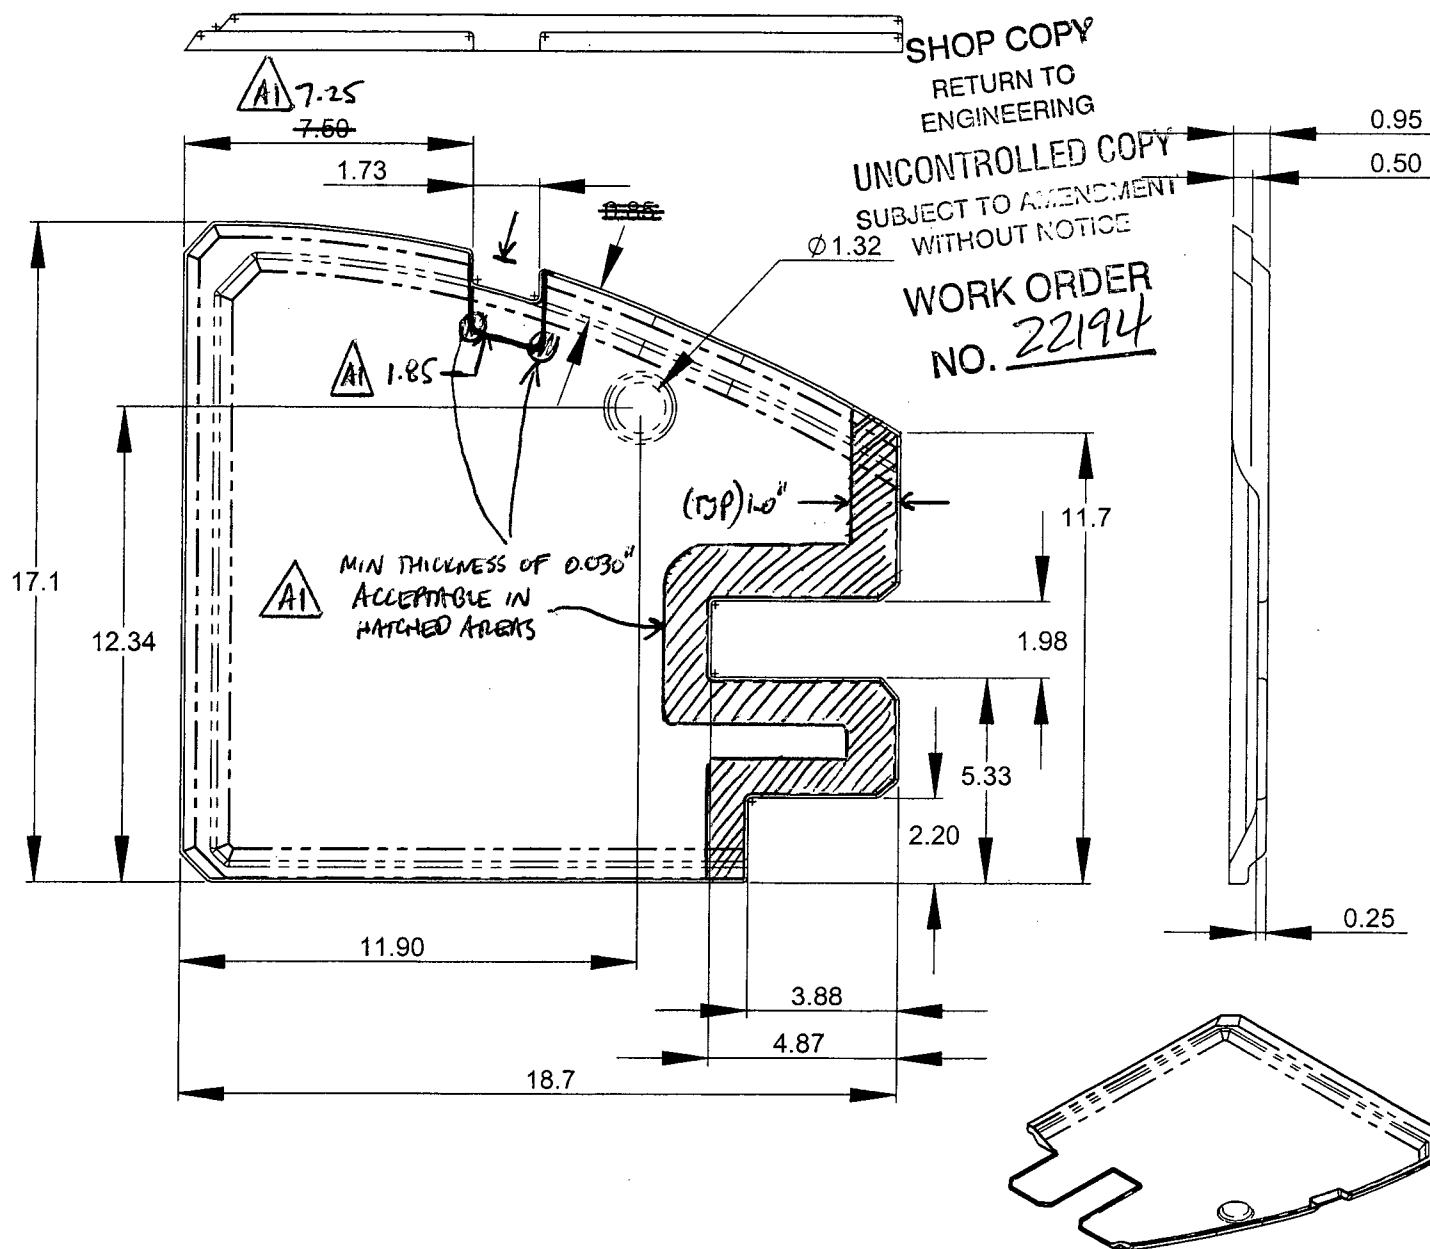 SHOP COPY
RETURN TO
ENGINEERING
UNCONTROLLED COPY
SUBJECT TO AMENDMENT
WITHOUT NOTICE
WORK ORDER
NO. 22194
A1 7.25
7.50
1.73
0.95
0.50
Ø1.32
A1 1.85
(TYP) 1.0"
11.7
A1
MIN THICKNESS OF 0.030"
ACCEPTABLE IN
HATCHED AREAS
17.1
12.34
1.98
5.33
2.20
11.90
0.25
3.88
4.87
18.7